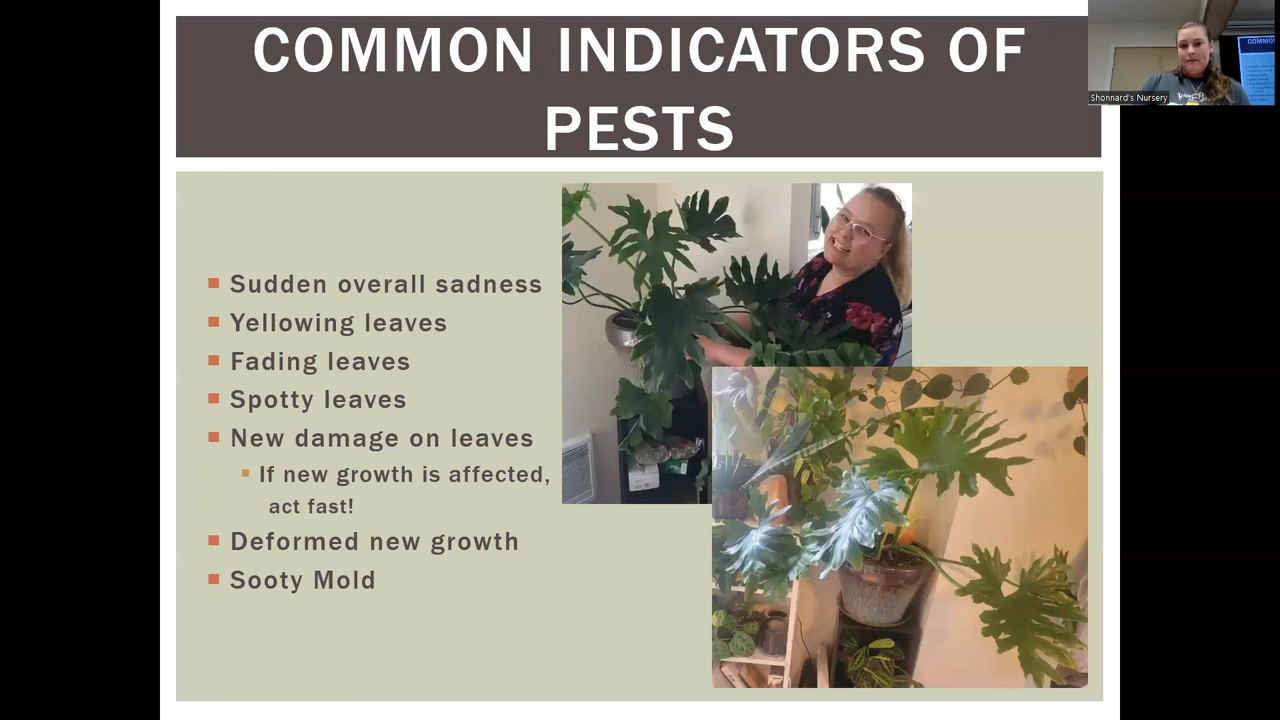 COMMON INDICATORS OF
PESTS
Shonnard's Nursery
Sudden overall sadness
Yellowing leaves
Fading leaves
Spotty leaves
New damage on leaves
If new growth is affected,
act fast!
Deformed new growth
Sooty Mold